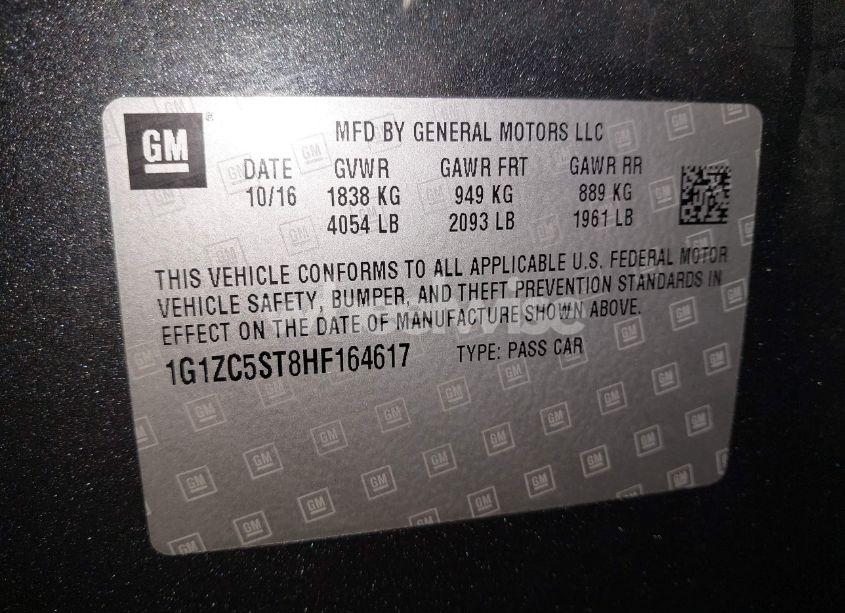 GM
MFD BY GENERAL MOTORS LLC
DATE GVWR GAWR FRT GAWR RR
10/16 1838 KG 949 KG 889 KG
4054 LB 2093 LB 1961 LB
THIS VEHICLE CONFORMS TO ALL APPLICABLE U.S. FEDERAL MOTOR
VEHICLE SAFETY, BUMPER, AND THEFT PREVENTION STANDARDS IN
EFFECT ON THE DATE OF MANUFACTURE SHOWN ABOVE.
1G1ZC5ST8HF164617 TYPE: PASS CAR